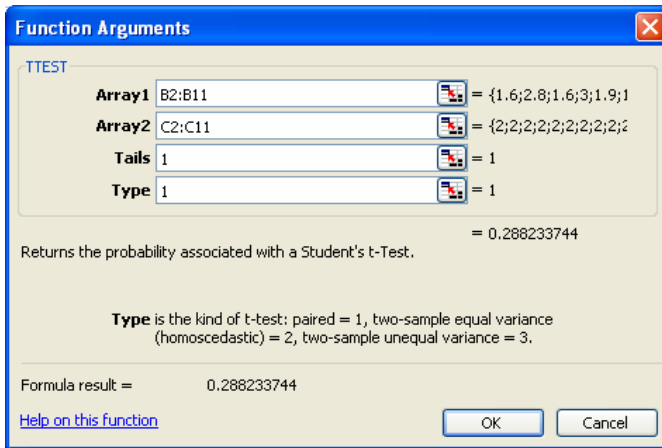 Function Arguments
TTEST
Array1 B2:B11 = {1.6;2.8;1.6;3;1.9;1
Array2 C2:C11 = {2;2;2;2;2;2;2;2;2
Tails 1 = 1
Type 1 = 1
= 0.288233744
Returns the probability associated with a Student's t-Test.
Type is the kind of t-test: paired = 1, two-sample equal variance
(homoscedastic) = 2, two-sample unequal variance = 3.
Formula result = 0.288233744
Help on this function OK Cancel